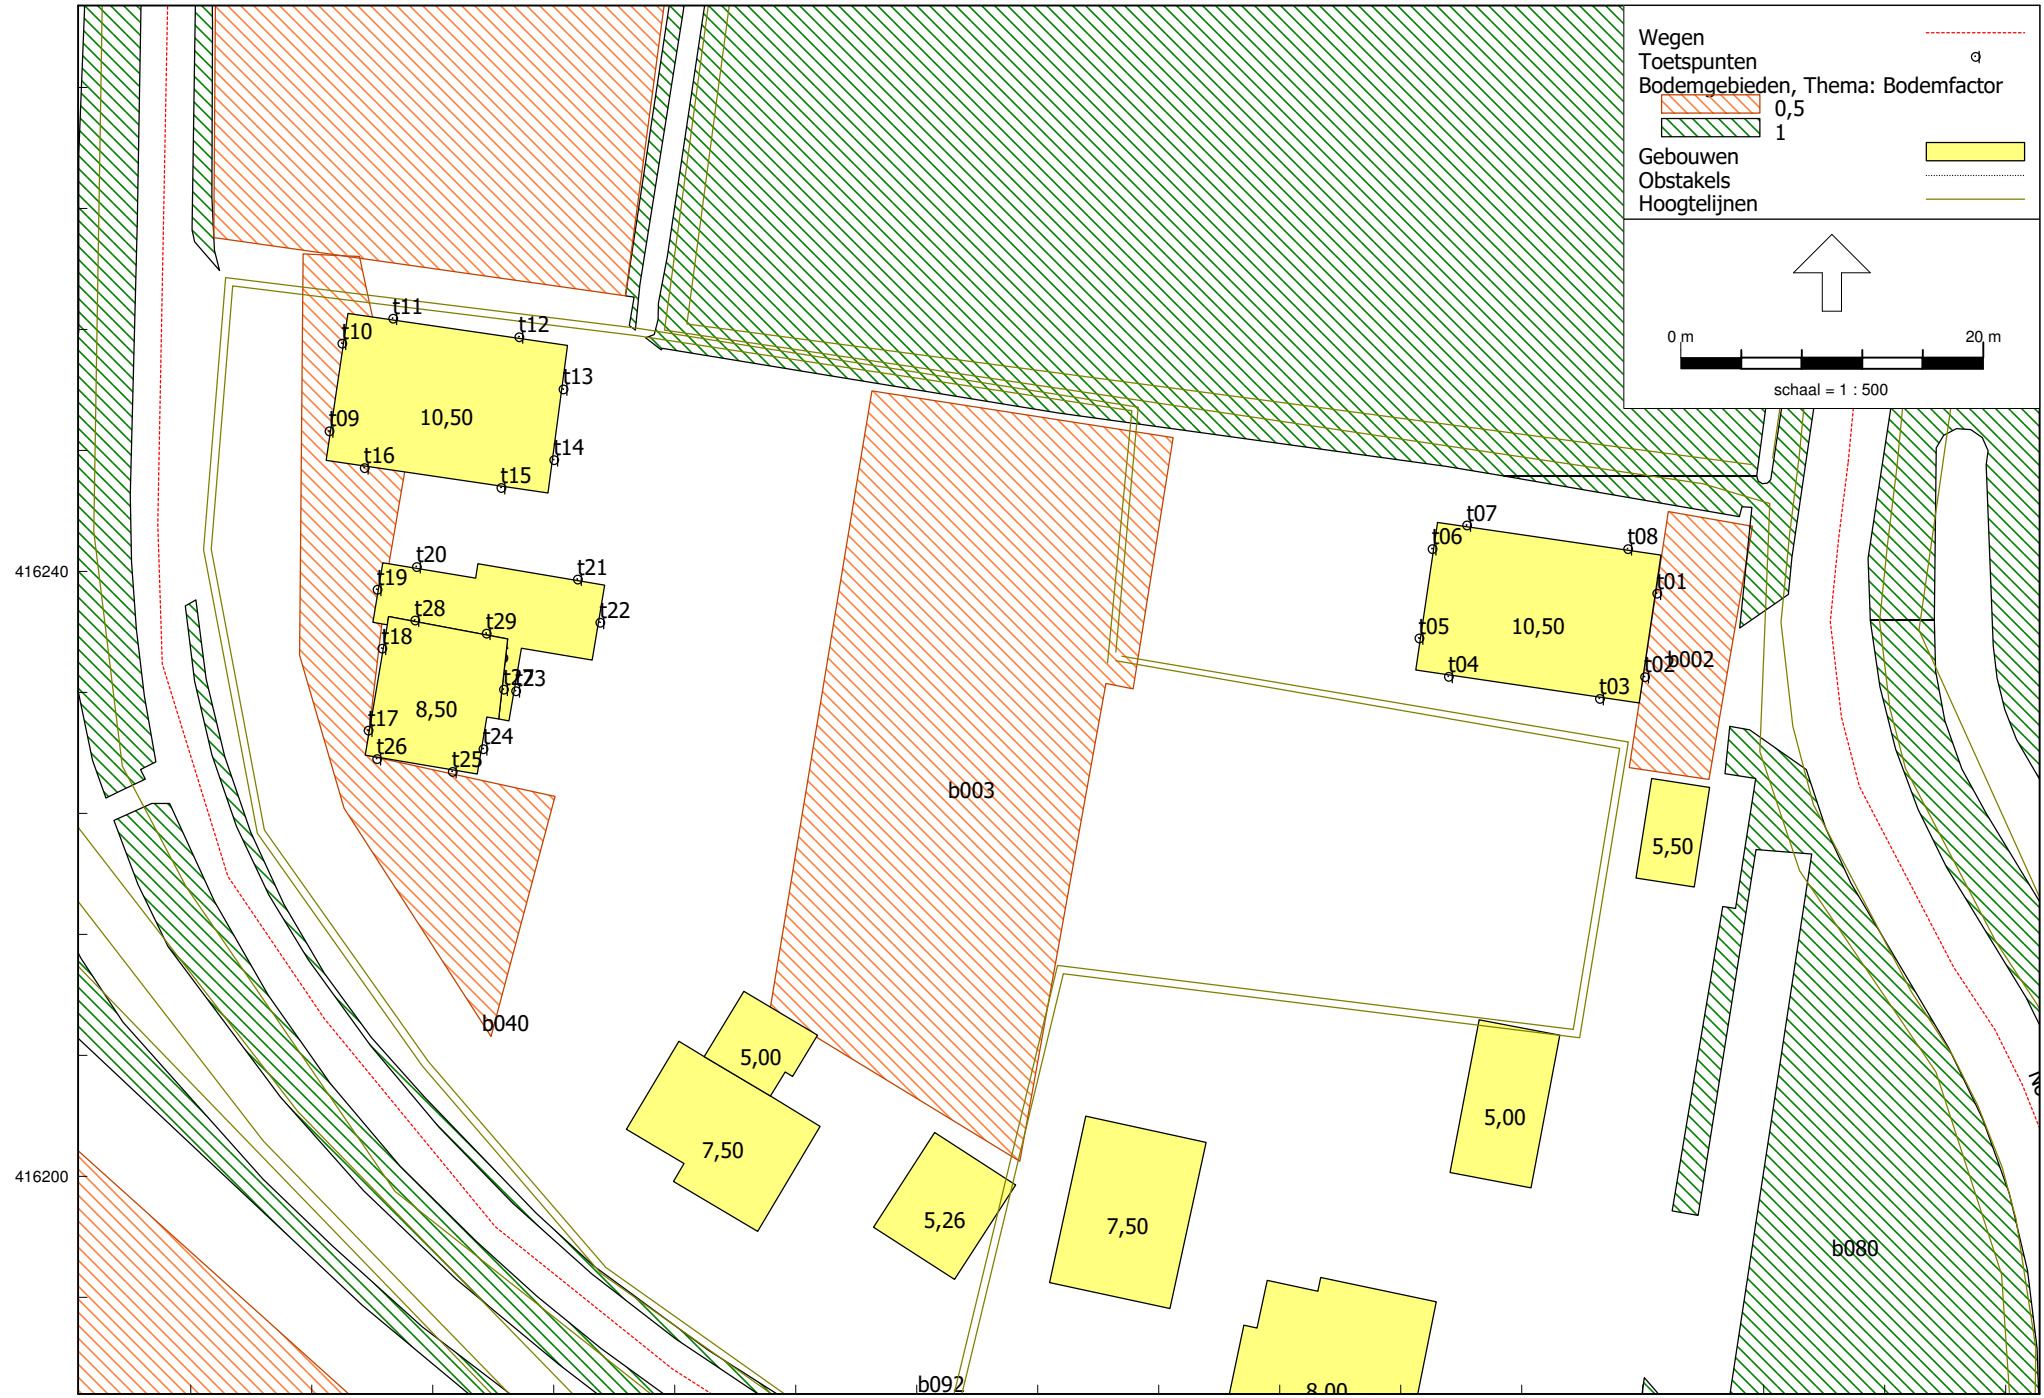 Wegen
Toetspunten
Bodemgebieden, Thema: Bodemfactor
0,5
1
Gebouwen
Obstakels
Hoogtelijnen
0 m 20 m
schaal = 1 : 500
t11
t12
t10
t13
10,50
t09
t14
t16
t15
t07
t06
t08
416240
t20
t21
t19
t01
t28
t22
t29
10,50
t18
t05
b002
t04
t02
t27
t23
t03
8,50
t17
t24
t26
t25
b003
5,50
b040
5,00
5,00
7,50
416200
5,26
7,50
b080
b092
8,00